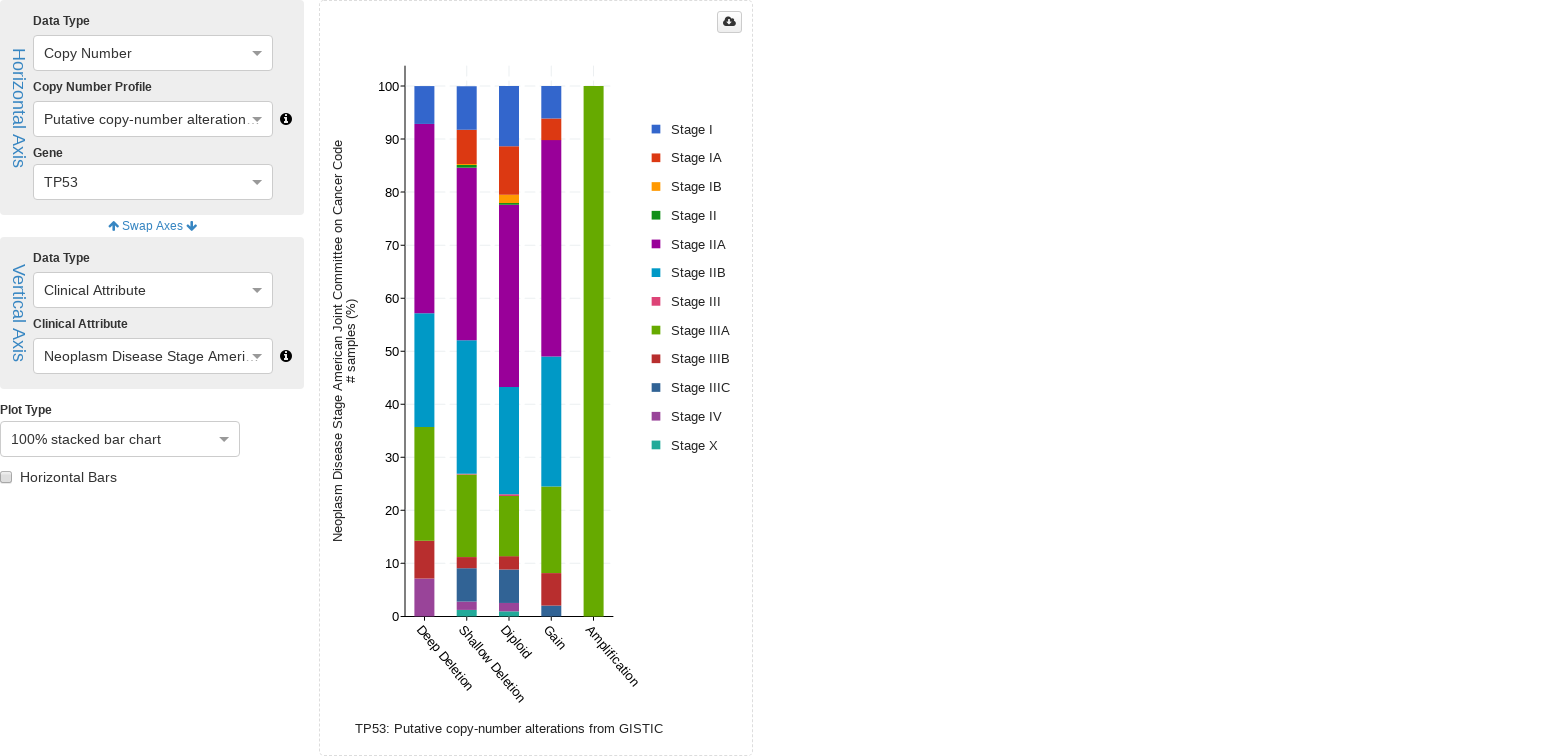 Horizontal Axis
Data Type
Copy Number
Copy Number Profile
Putative copy-number alteration...
Gene
TP53
Swap Axes
Vertical Axis
Data Type
Clinical Attribute
Clinical Attribute
Neoplasm Disease Stage Ameri...
Plot Type
100% stacked bar chart
Horizontal Bars
Neoplasm Disease Stage American Joint Committee on Cancer Code
# samples (%)
100
90
80
70
60
50
40
30
20
10
0
Deep Deletion
Shallow Deletion
Diploid
Gain
Amplification
TP53: Putative copy-number alterations from GISTIC
Stage I
Stage IA
Stage IB
Stage II
Stage IIA
Stage IIB
Stage III
Stage IIIA
Stage IIIB
Stage IIIC
Stage IV
Stage X